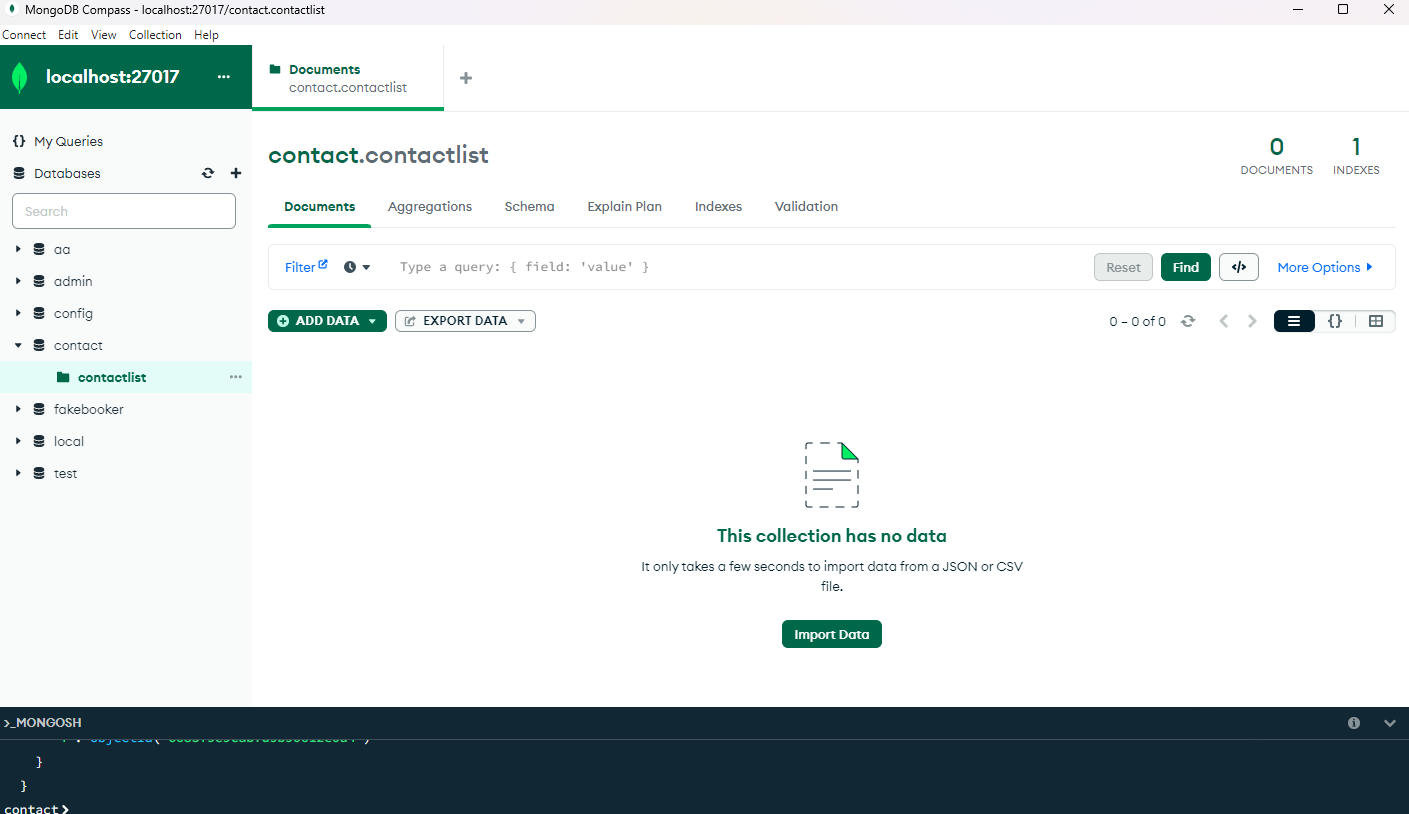 MongoDB Compass - localhost:27017/contact.contactlist
Connect Edit View Collection Help
localhost:27017 ...
Documents
contact.contactlist
+
{} My Queries
Databases +
Search
aa
admin
config
contact
contactlist ...
fakebooker
local
test
contact.contactlist
0
DOCUMENTS
1
INDEXES
Documents Aggregations Schema Explain Plan Indexes Validation
Filter Type a query: { field: 'value' } Reset Find </> More Options
ADD DATA EXPORT DATA 0 – 0 of 0 {}
This collection has no data
It only takes a few seconds to import data from a JSON or CSV
file.
Import Data
>_MONGOSH
}
}
contact>